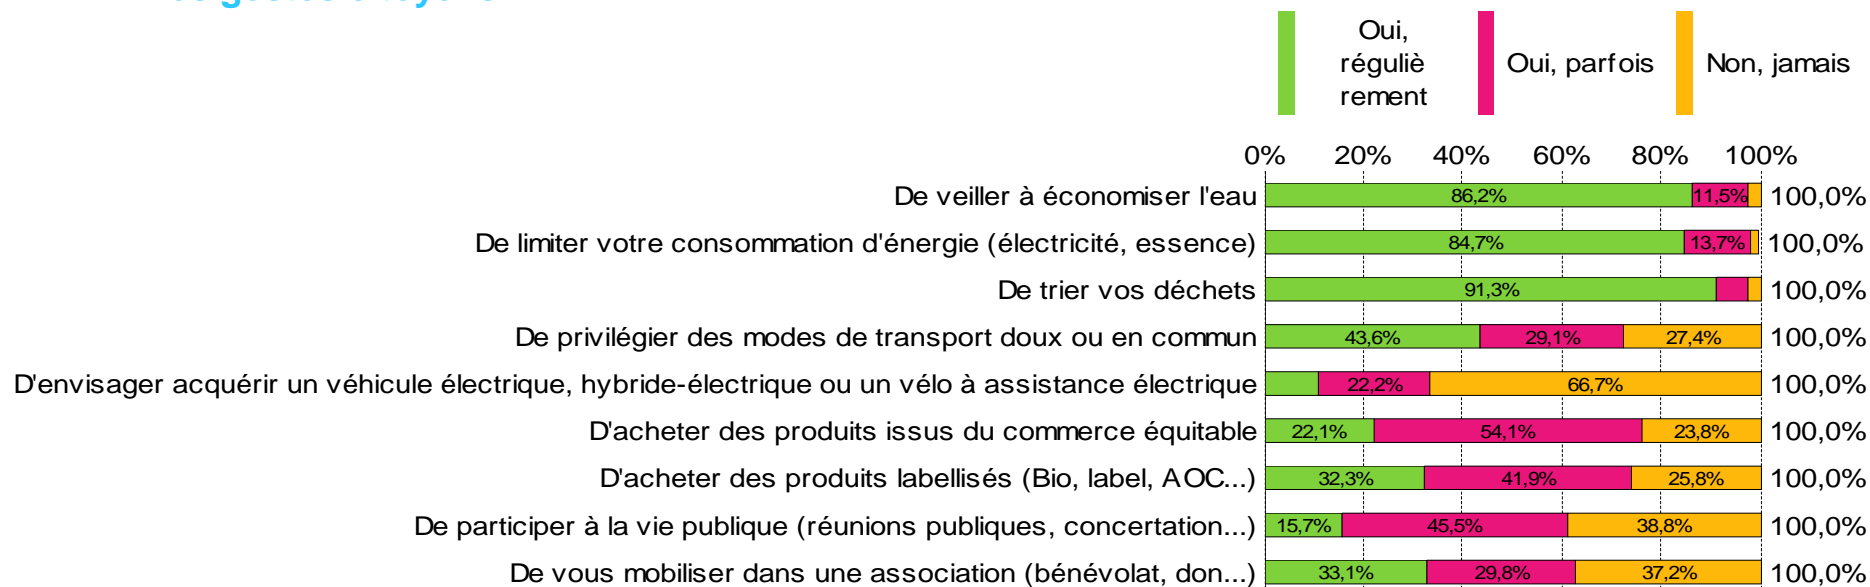 Oui, réguliè rement
Oui, parfois
Non, jamais
0% 20% 40% 60% 80% 100%
De veiller à économiser l'eau 86,2% 11,5% 100,0%
De limiter votre consommation d'énergie (électricité, essence) 84,7% 13,7% 100,0%
De trier vos déchets 91,3% 100,0%
De privilégier des modes de transport doux ou en commun 43,6% 29,1% 27,4% 100,0%
D'envisager acquérir un véhicule électrique, hybride-électrique ou un vélo à assistance électrique 22,2% 66,7% 100,0%
D'acheter des produits issus du commerce équitable 22,1% 54,1% 23,8% 100,0%
D'acheter des produits labellisés (Bio, label, AOC...) 32,3% 41,9% 25,8% 100,0%
De participer à la vie publique (réunions publiques, concertation...) 15,7% 45,5% 38,8% 100,0%
De vous mobiliser dans une association (bénévolat, don...) 33,1% 29,8% 37,2% 100,0%